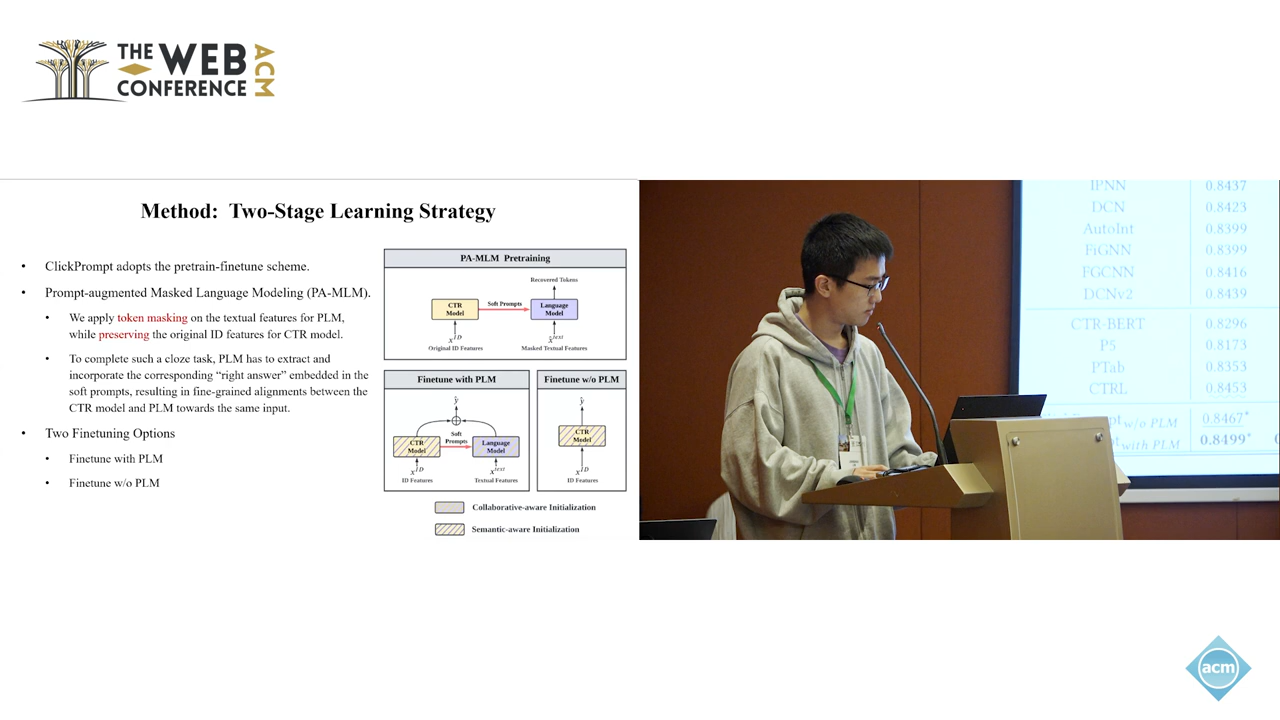 THE WEB
CONFERENCE
ACM
Method: Two-Stage Learning Strategy
• ClickPrompt adopts the pretrain-finetune scheme.
• Prompt-augmented Masked Language Modeling (PA-MLM).
• We apply token masking on the textual features for PLM,
while preserving the original ID features for CTR model.
• To complete such a cloze task, PLM has to extract and
incorporate the corresponding “right answer” embedded in the
soft prompts, resulting in fine-grained alignments between the
CTR model and PLM towards the same input.
• Two Finetuning Options
• Finetune with PLM
• Finetune w/o PLM
PA-MLM Pretraining
Recovered Tokens
CTR
Model
Soft Prompts
Language
Model
x^ID
x̂^text
Original ID Features
Masked Textual Features
Finetune with PLM
ŷ
CTR
Model
Soft
Prompts
Language
Model
x^ID
x^text
ID Features
Textual Features
Finetune w/o PLM
ŷ
CTR
Model
x^ID
ID Features
Collaborative-aware Initialization
Semantic-aware Initialization
IPNN 0.8437
DCN 0.8423
AutoInt 0.8399
FiGNN 0.8399
FGCNN 0.8416
DCNv2 0.8439
CTR-BERT 0.8296
P5 0.8173
PTab 0.8353
CTRL 0.8453
w/o PLM 0.8467*
with PLM 0.8499*
acm